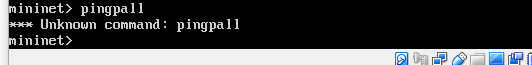 mininet> pingpall
*** Unknown command: pingpall
mininet>